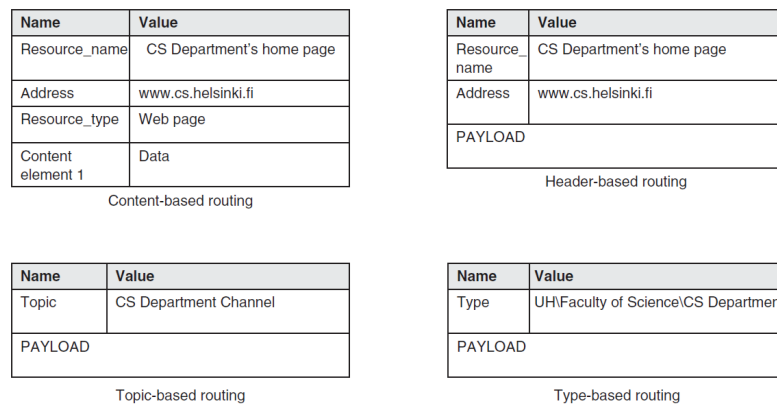 Name Value
Resource_name CS Department's home page
Address www.cs.helsinki.fi
Resource_type Web page
Content Data
element 1
Content-based routing
Name Value
Resource_ CS Department's home page
name
Address www.cs.helsinki.fi
PAYLOAD
Header-based routing
Name Value
Topic CS Department Channel
PAYLOAD
Topic-based routing
Name Value
Type UH\Faculty of Science\CS Departmen
PAYLOAD
Type-based routing